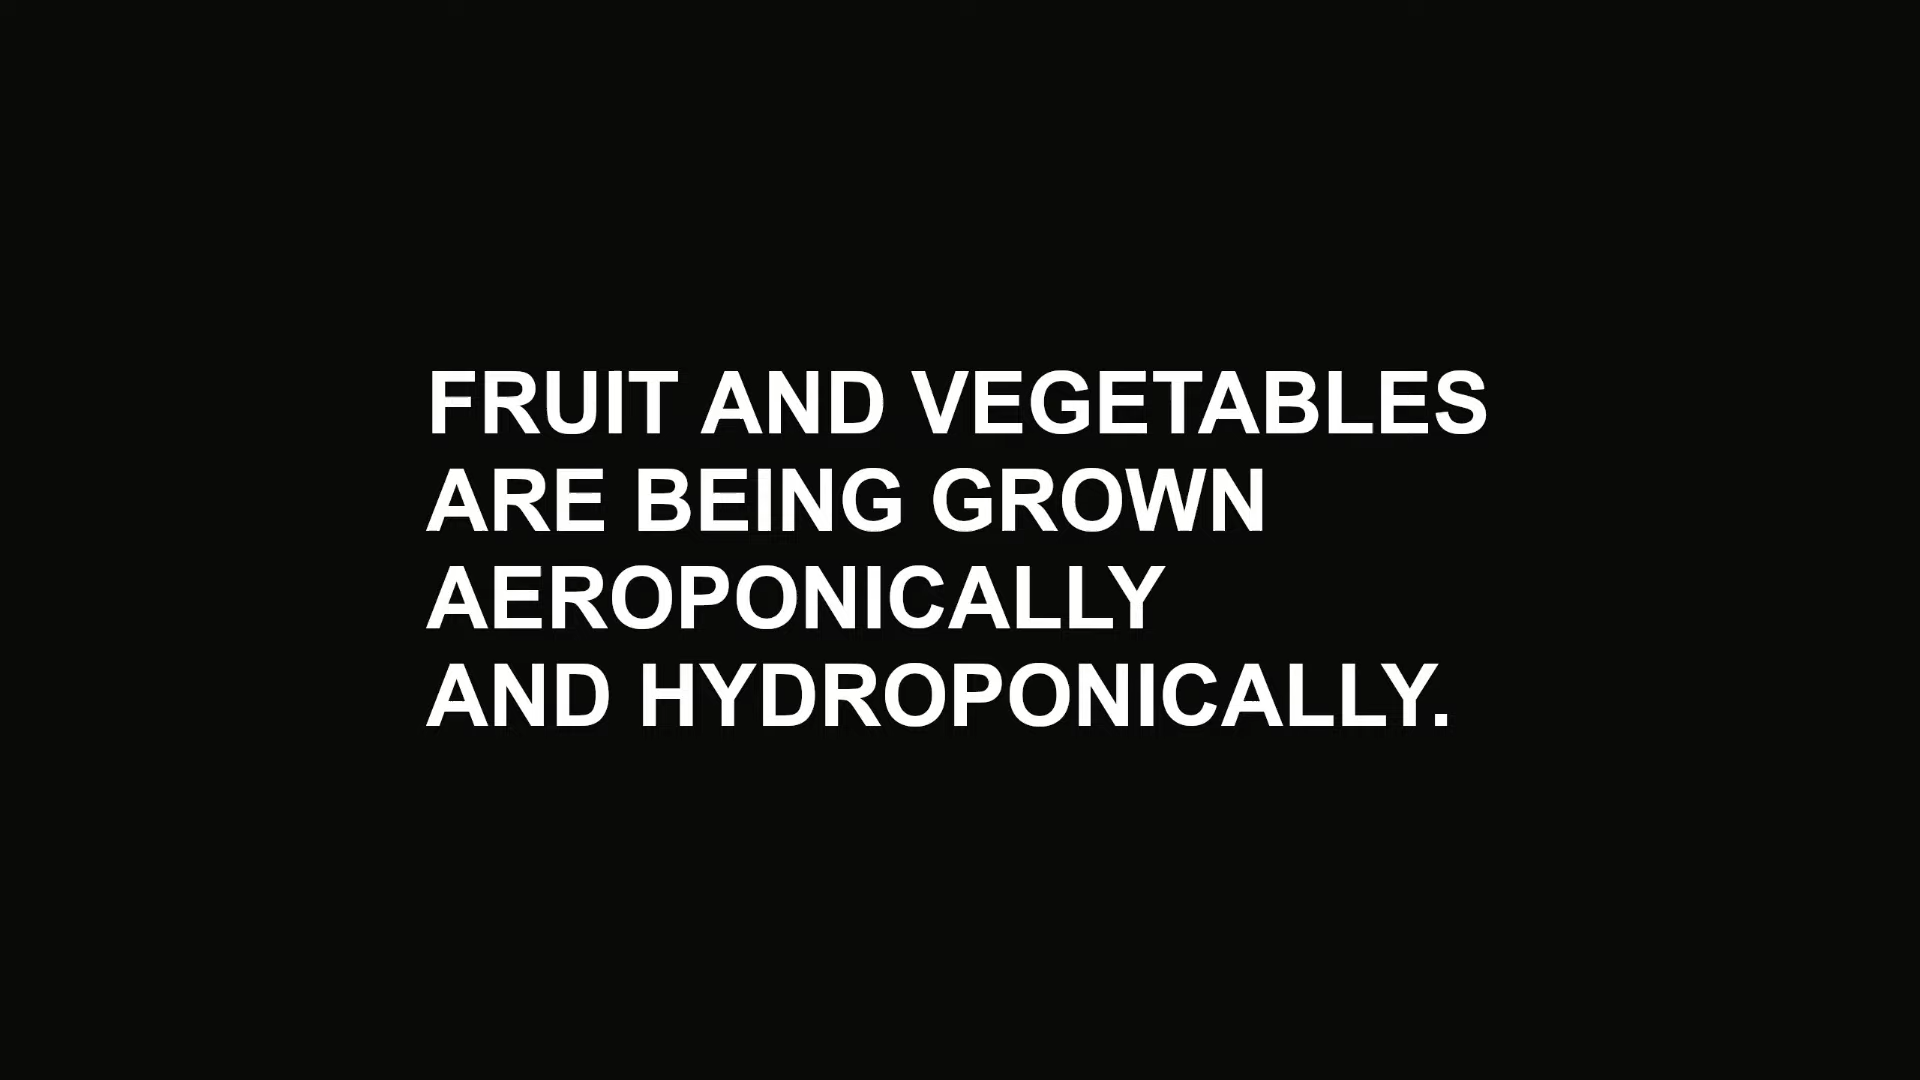 FRUIT AND VEGETABLES
ARE BEING GROWN
AEROPONICALLY
AND HYDROPONICALLY.